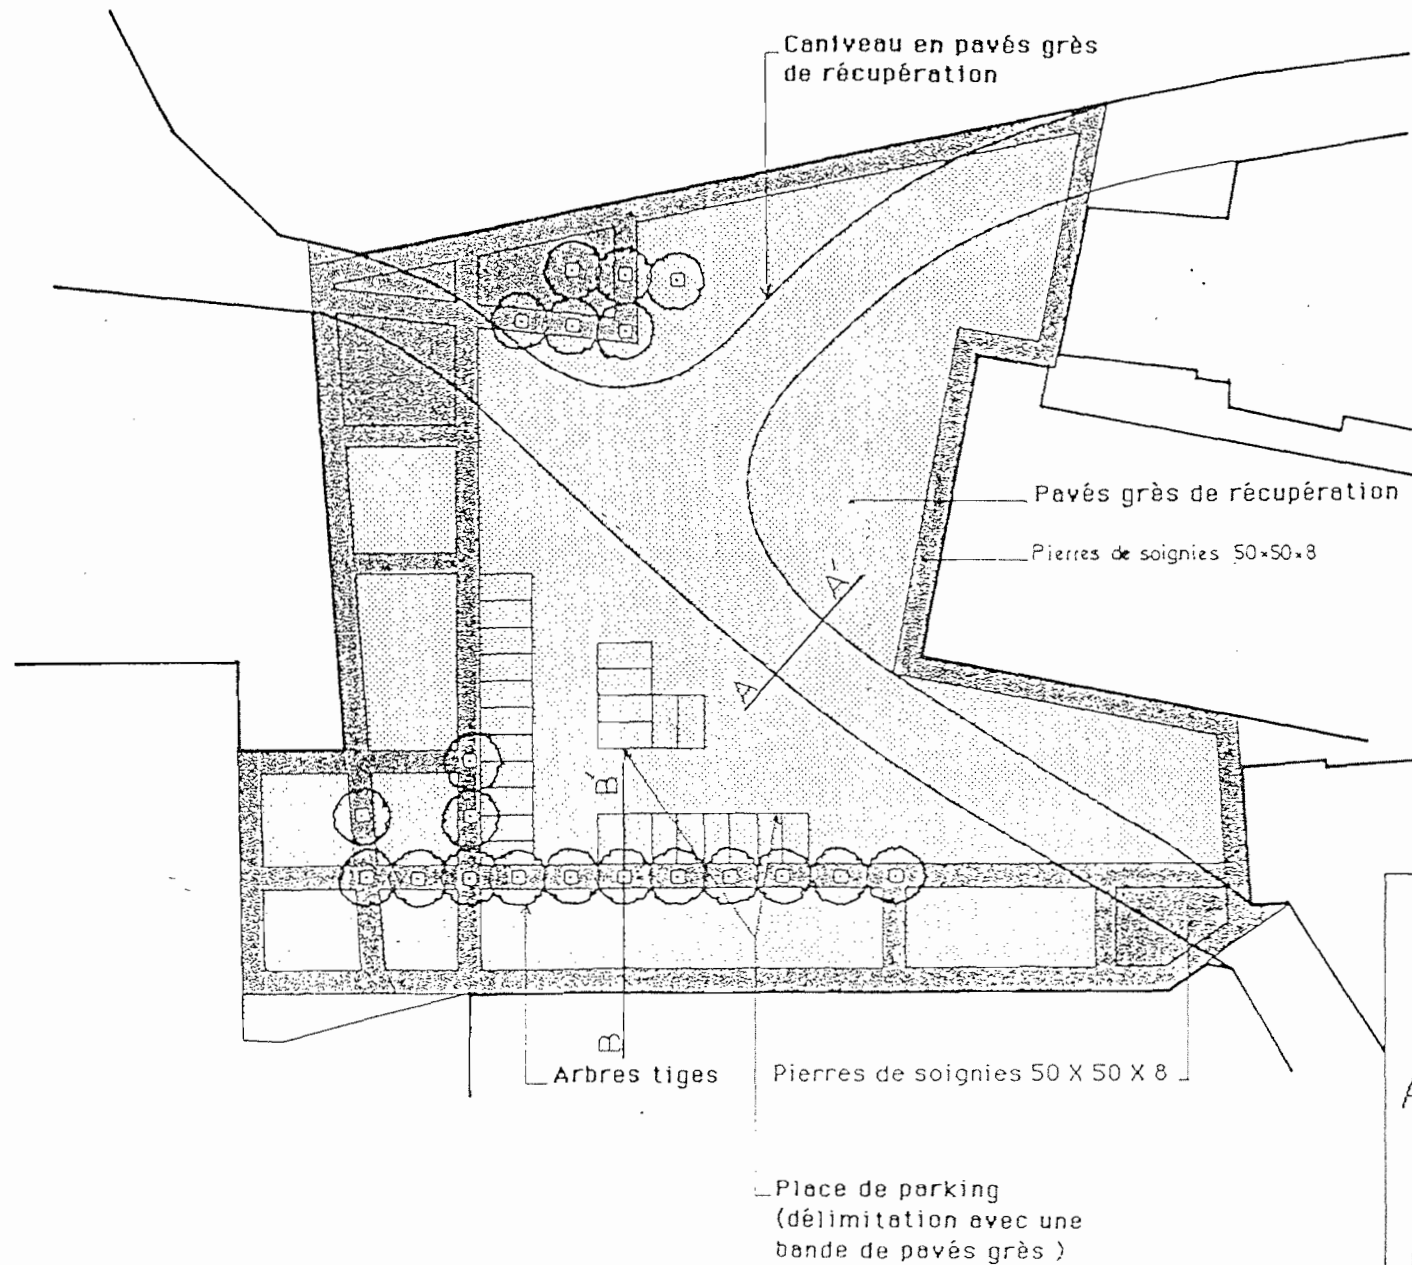 Caniveau en pavés grès
de récupération
Pavés grès de récupération
Pierres de soignies 50×50×8
A'
A
B'
B
Arbres tiges
Pierres de soignies 50 X 50 X 8
A
Place de parking
(délimitation avec une
bande de pavés grès )